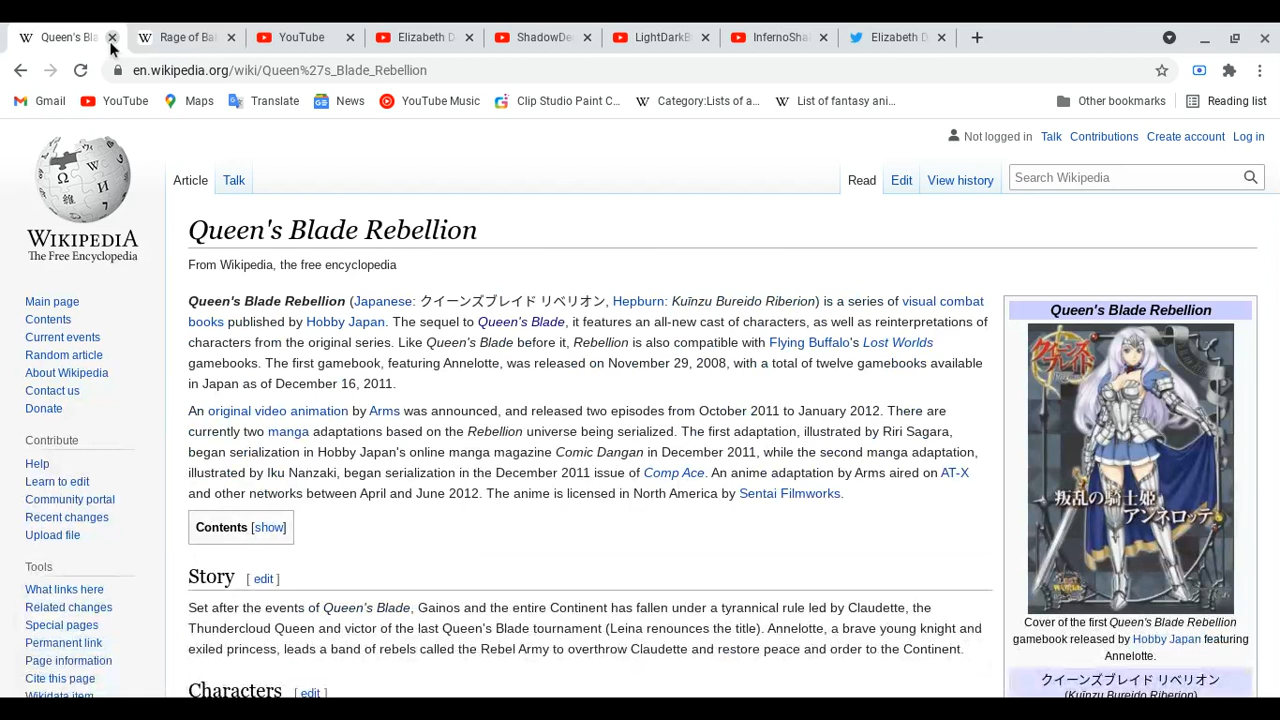 Queen's Bla
Rage of Ba
YouTube
Elizabeth D
ShadowDe
LightDarkB
InfernoSha
Elizabeth D
en.wikipedia.org/wiki/Queen%27s_Blade_Rebellion
Gmail
YouTube
Maps
Translate
News
YouTube Music
Clip Studio Paint C...
Category:Lists of a...
List of fantasy ani...
Other bookmarks
Reading list
Not logged in Talk Contributions Create account Log in
WIKIPEDIA
The Free Encyclopedia
Article Talk
Read Edit View history
Search Wikipedia
Main page
Contents
Current events
Random article
About Wikipedia
Contact us
Donate
Contribute
Help
Learn to edit
Community portal
Recent changes
Upload file
Tools
What links here
Related changes
Special pages
Permanent link
Page information
Cite this page
Wikidata item
Queen's Blade Rebellion
From Wikipedia, the free encyclopedia
Queen's Blade Rebellion (Japanese: クイーンズブレイド リベリオン, Hepburn: Kuīnzu Bureido Riberion) is a series of visual combat
books published by Hobby Japan. The sequel to Queen's Blade, it features an all-new cast of characters, as well as reinterpretations of
characters from the original series. Like Queen's Blade before it, Rebellion is also compatible with Flying Buffalo's Lost Worlds
gamebooks. The first gamebook, featuring Annelotte, was released on November 29, 2008, with a total of twelve gamebooks available
in Japan as of December 16, 2011.
An original video animation by Arms was announced, and released two episodes from October 2011 to January 2012. There are
currently two manga adaptations based on the Rebellion universe being serialized. The first adaptation, illustrated by Riri Sagara,
began serialization in Hobby Japan's online manga magazine Comic Dangan in December 2011, while the second manga adaptation,
illustrated by Iku Nanzaki, began serialization in the December 2011 issue of Comp Ace. An anime adaptation by Arms aired on AT-X
and other networks between April and June 2012. The anime is licensed in North America by Sentai Filmworks.
Contents [show]
Story [ edit ]
Set after the events of Queen's Blade, Gainos and the entire Continent has fallen under a tyrannical rule led by Claudette, the
Thundercloud Queen and victor of the last Queen's Blade tournament (Leina renounces the title). Annelotte, a brave young knight and
exiled princess, leads a band of rebels called the Rebel Army to overthrow Claudette and restore peace and order to the Continent.
Characters [ edit ]
Queen's Blade Rebellion
クイーンズブレイド
叛乱の騎士姫
アンネロッテ
LOST WORLDS
Cover of the first Queen's Blade Rebellion
gamebook released by Hobby Japan featuring
Annelotte.
クイーンズブレイド リベリオン
(Kuīnzu Bureido Riberion)